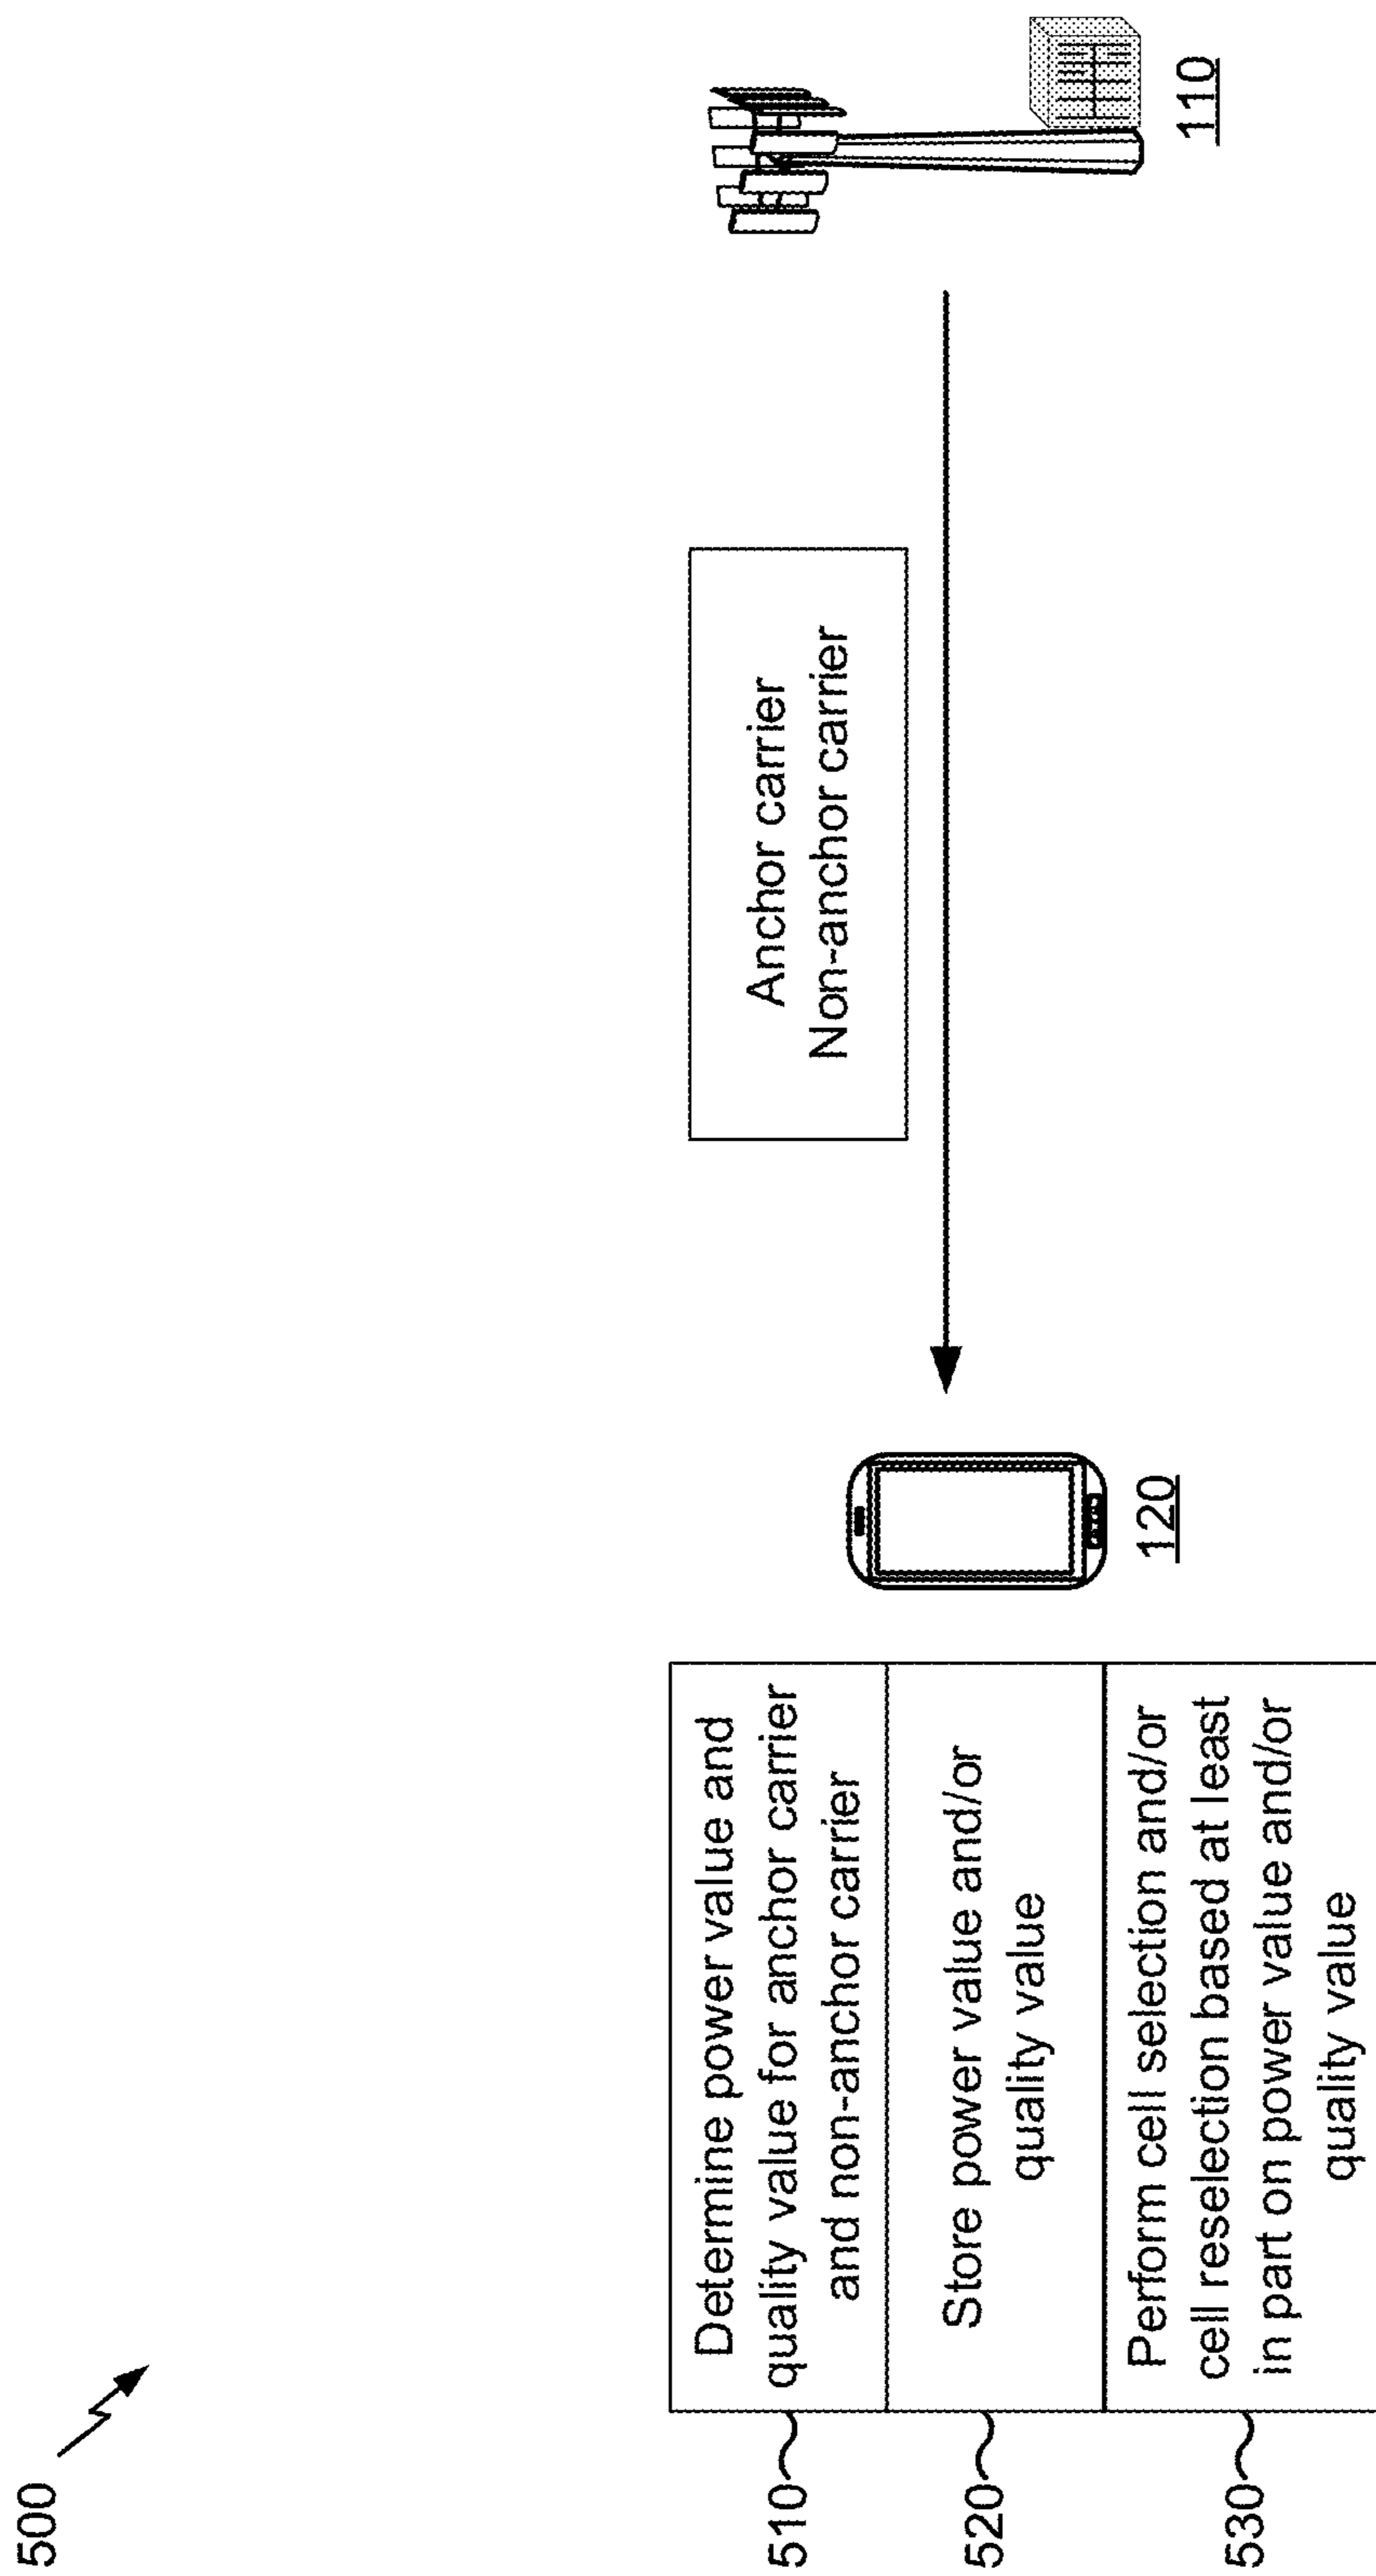 500
Anchor carrier
Non-anchor carrier
110
120
510
Determine power value and
quality value for anchor carrier
and non-anchor carrier
520
Store power value and/or
quality value
530
Perform cell selection and/or
cell reselection based at least
in part on power value and/or
quality value